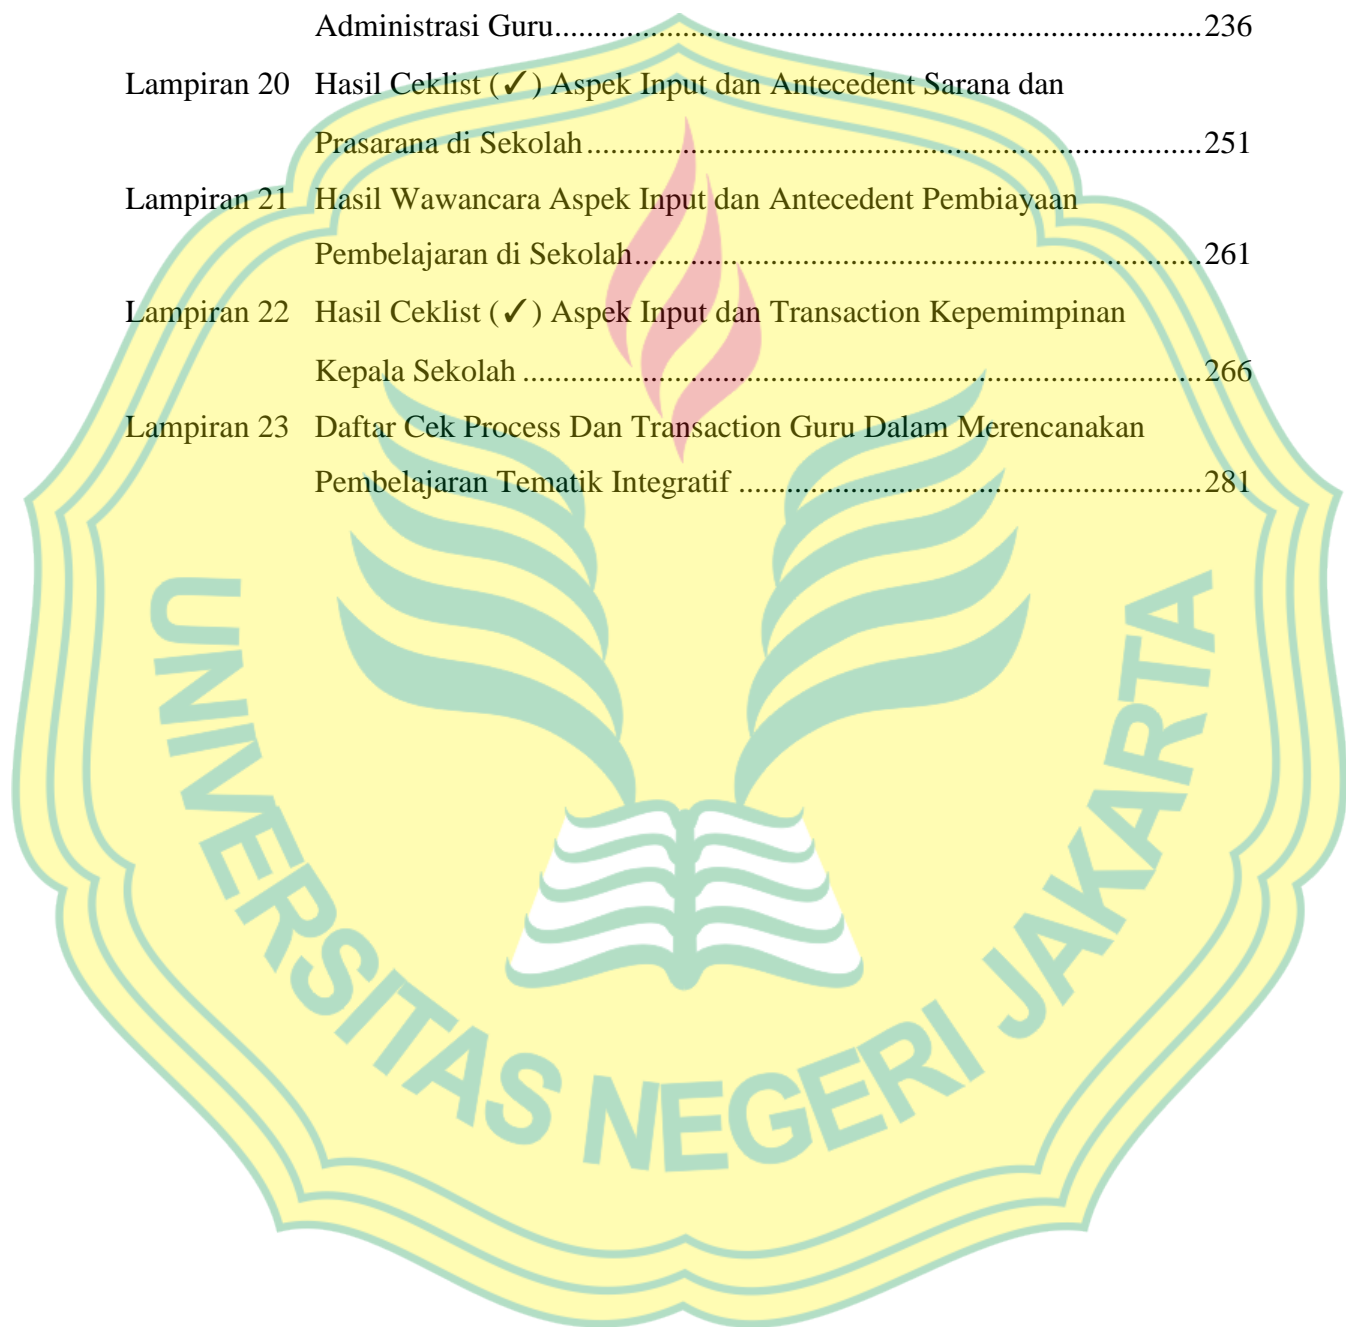 Administrasi Guru.................................................................................236
Lampiran 20 Hasil Ceklist (✓) Aspek Input dan Antecedent Sarana dan
Prasarana di Sekolah.............................................................................251
Lampiran 21 Hasil Wawancara Aspek Input dan Antecedent Pembiayaan
Pembelajaran di Sekolah.......................................................................261
Lampiran 22 Hasil Ceklist (✓) Aspek Input dan Transaction Kepemimpinan
Kepala Sekolah.....................................................................................266
Lampiran 23 Daftar Cek Process Dan Transaction Guru Dalam Merencanakan
Pembelajaran Tematik Integratif..........................................................281
UNIVERSITAS NEGERI JAKARTA